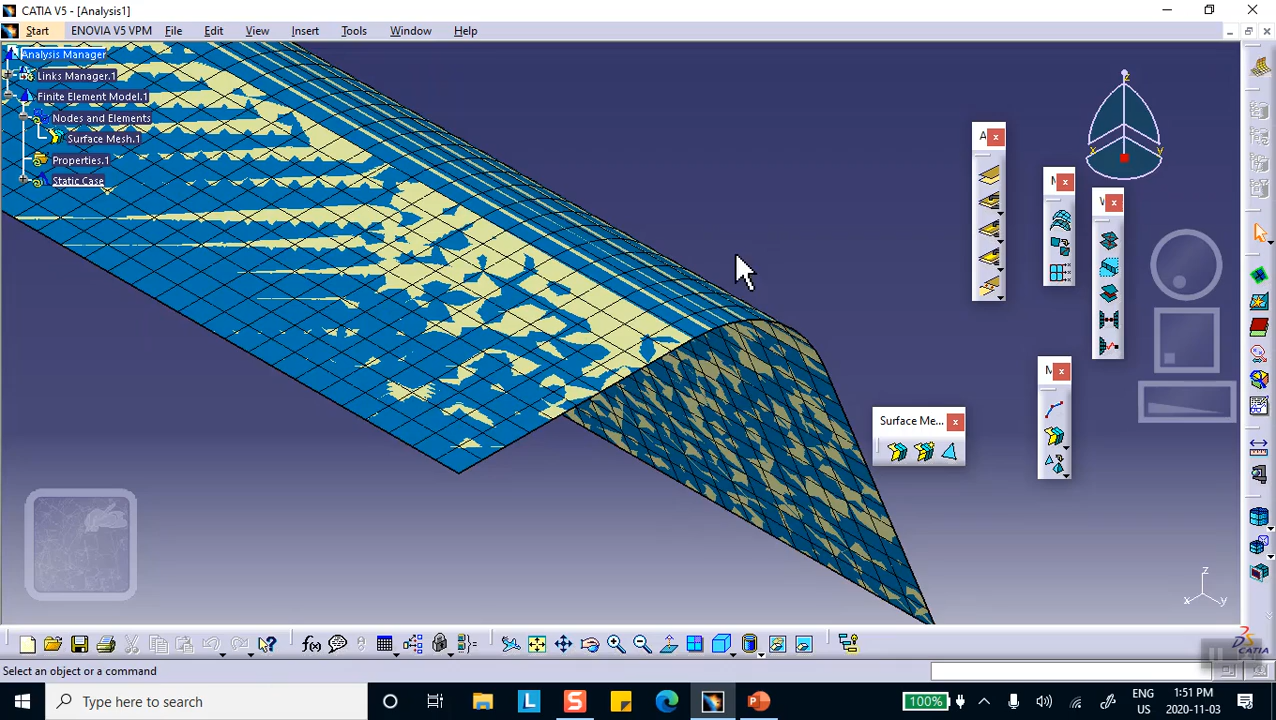 CATIA V5 - [Analysis1]
Start ENOVIA V5 VPM File Edit View Insert Tools Window Help
Analysis Manager
Links Manager.1
Finite Element Model.1
Nodes and Elements
Surface Mesh.1
Properties.1
Static Case
z
x y
Surface Me...
z
x y
CATIA
Select an object or a command
Type here to search
100%
ENG
US
1:51 PM
2020-11-03